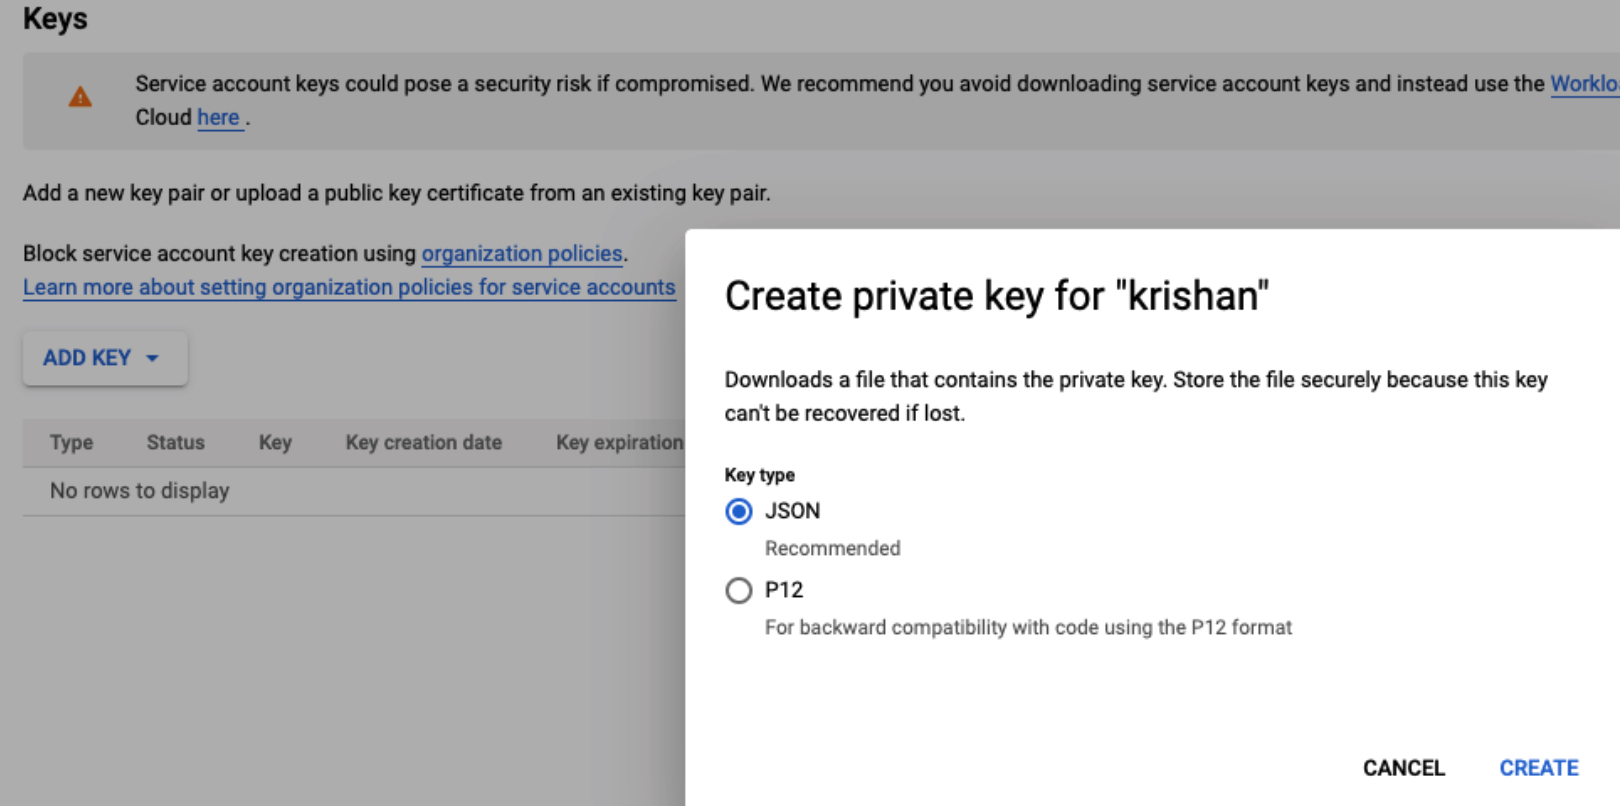 Keys
Service account keys could pose a security risk if compromised. We recommend you avoid downloading service account keys and instead use the
Cloud here .
Add a new key pair or upload a public key certificate from an existing key pair.
Block service account key creation using organization policies.
Learn more about setting organization policies for service accounts
ADD KEY
Type Status Key Key creation date Key expiration
No rows to display
Create private key for "krishan"
Downloads a file that contains the private key. Store the file securely because this key
can't be recovered if lost.
Key type
JSON
Recommended
P12
For backward compatibility with code using the P12 format
CANCEL CREATE